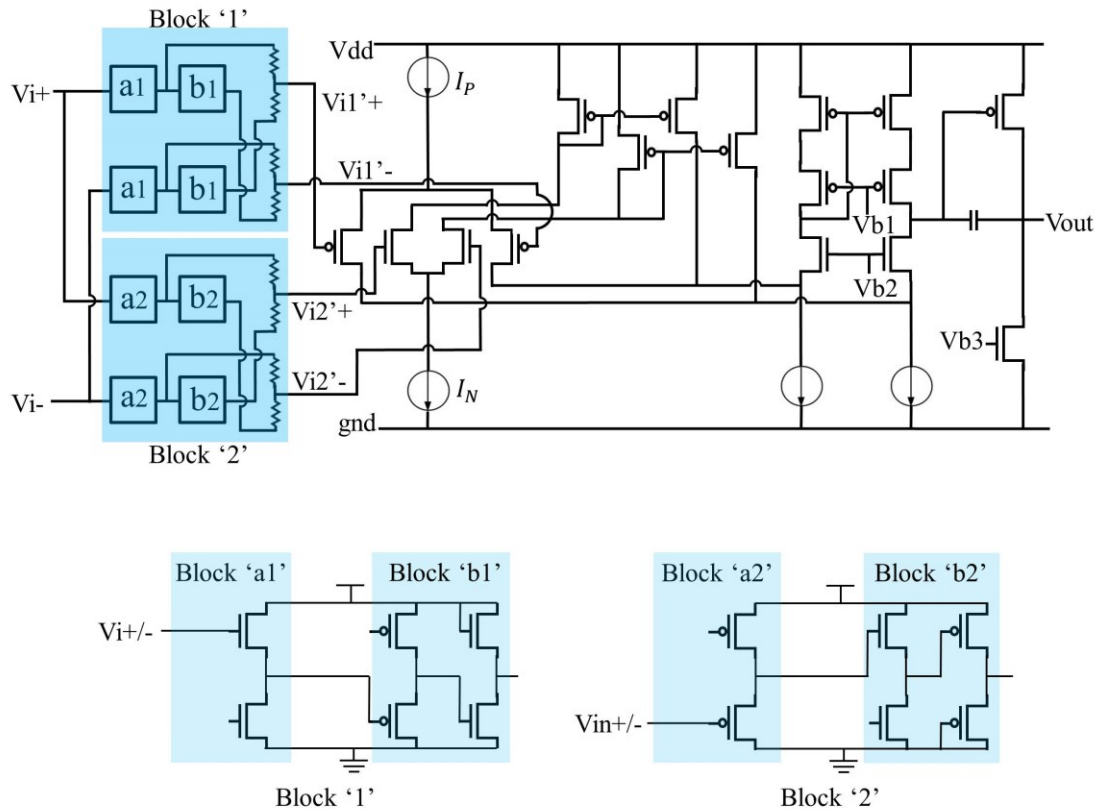 Block ‘1’
Vdd
I_P
Vi+
a1
b1
Vi1’+
a1
b1
Vi1’-
Vb1
Vout
a2
b2
Vi2’+
Vb2
Vb3
Vi-
a2
b2
Vi2’-
I_N
gnd
Block ‘2’
Block ‘a1’
Block ‘b1’
Vi+/-
Block ‘1’
Block ‘a2’
Block ‘b2’
Vin+/-
Block ‘2’